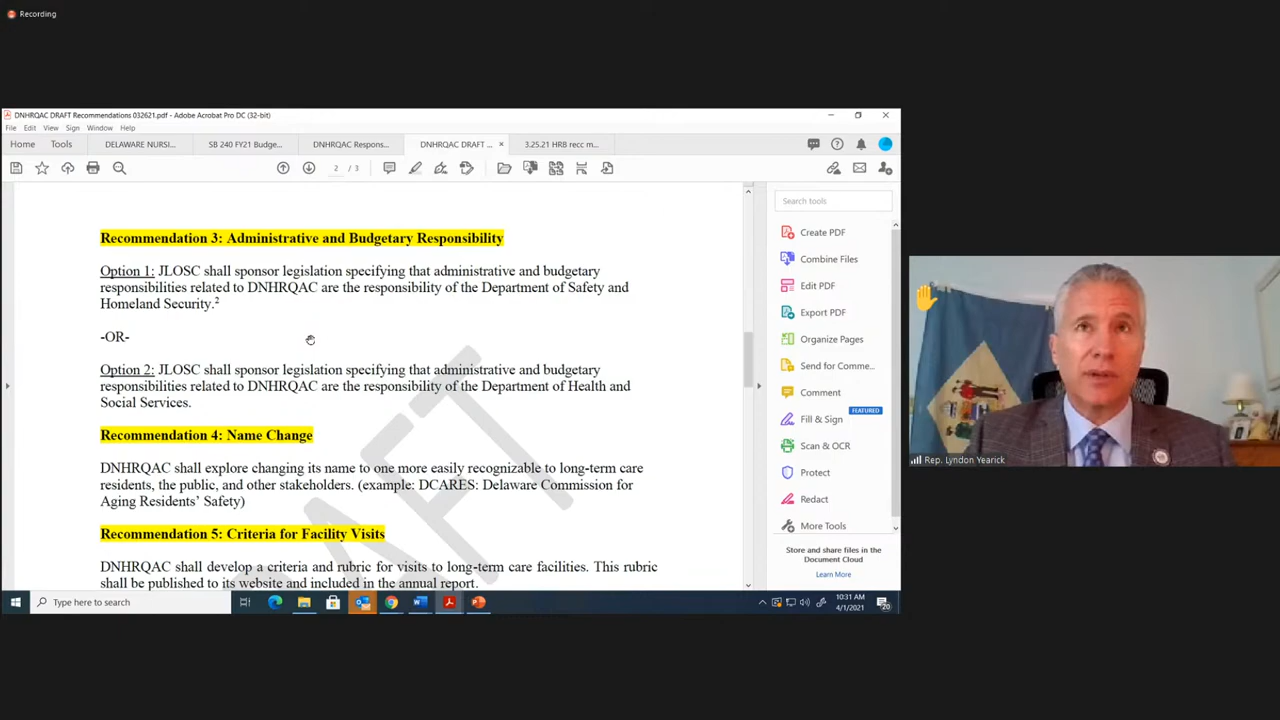 Recording
DNHRQAC DRAFT Recommendations 032621.pdf - Adobe Acrobat Pro DC (32-bit)
File Edit View Sign Window Help
Home Tools DELAWARE NURSI... SB 240 FY21 Budge... DNHRQAC Respons... DNHRQAC DRAFT ... × 3.25.21 HRB recc m...
2 / 3
Recommendation 3: Administrative and Budgetary Responsibility
Option 1: JLOSC shall sponsor legislation specifying that administrative and budgetary
responsibilities related to DNHRQAC are the responsibility of the Department of Safety and
Homeland Security.²
-OR-
Option 2: JLOSC shall sponsor legislation specifying that administrative and budgetary
responsibilities related to DNHRQAC are the responsibility of the Department of Health and
Social Services.
Recommendation 4: Name Change
DNHRQAC shall explore changing its name to one more easily recognizable to long-term care
residents, the public, and other stakeholders. (example: DCARES: Delaware Commission for
Aging Residents' Safety)
Recommendation 5: Criteria for Facility Visits
DNHRQAC shall develop a criteria and rubric for visits to long-term care facilities. This rubric
shall be published to its website and included in the annual report.
DRAFT
Search tools
Create PDF
Combine Files
Edit PDF
Export PDF
Organize Pages
Send for Comme...
Comment
FEATURED
Fill & Sign
Scan & OCR
Protect
Redact
More Tools
Store and share files in the
Document Cloud
Learn More
Type here to search
10:31 AM
4/1/2021
20
Rep. Lyndon Yearick